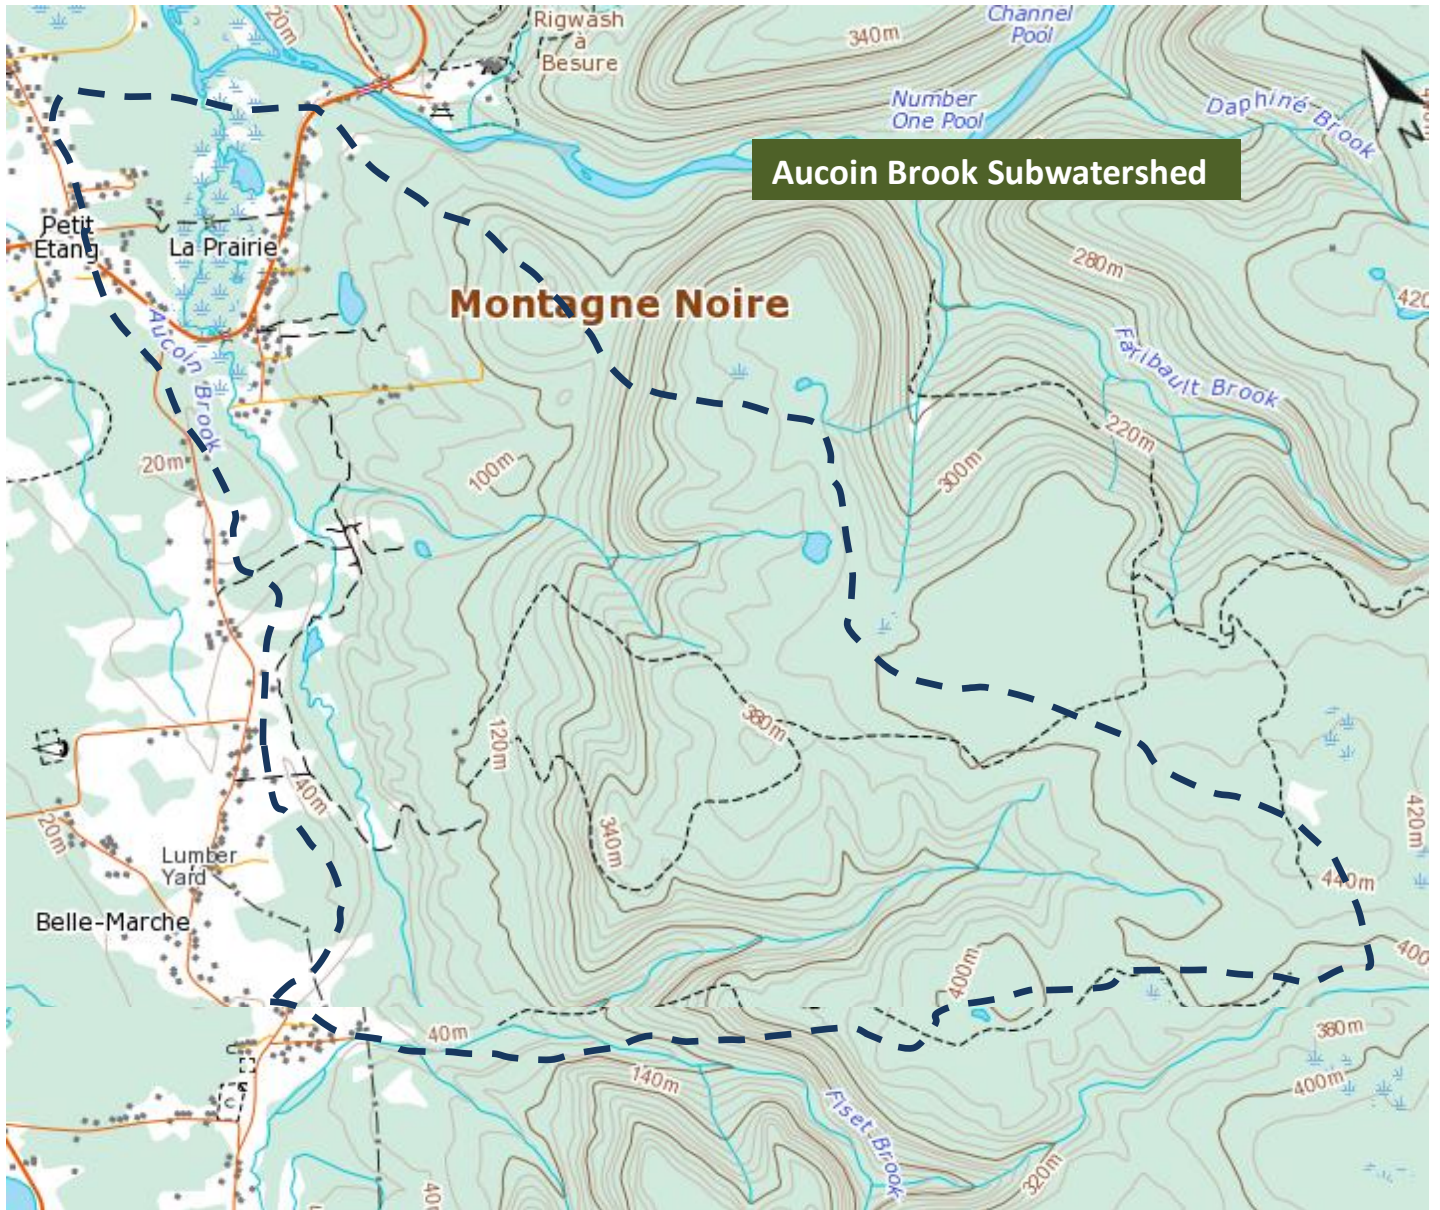 20m
Rigwash
à
Besure
340m
Channel
Pool
Number
One Pool
Daphiné Brook
N
Aucoin Brook Subwatershed
Petit
Étang
La Prairie
280m
420
Montagne Noire
Aucoin Brook
Faribault Brook
20m
100m
300m
220m
380m
120m
40m
20m
340m
420m
Lumber
Yard
440m
Belle-Marche
400m
400
40m
380m
140m
400m
Fiset Brook
320m
C
40